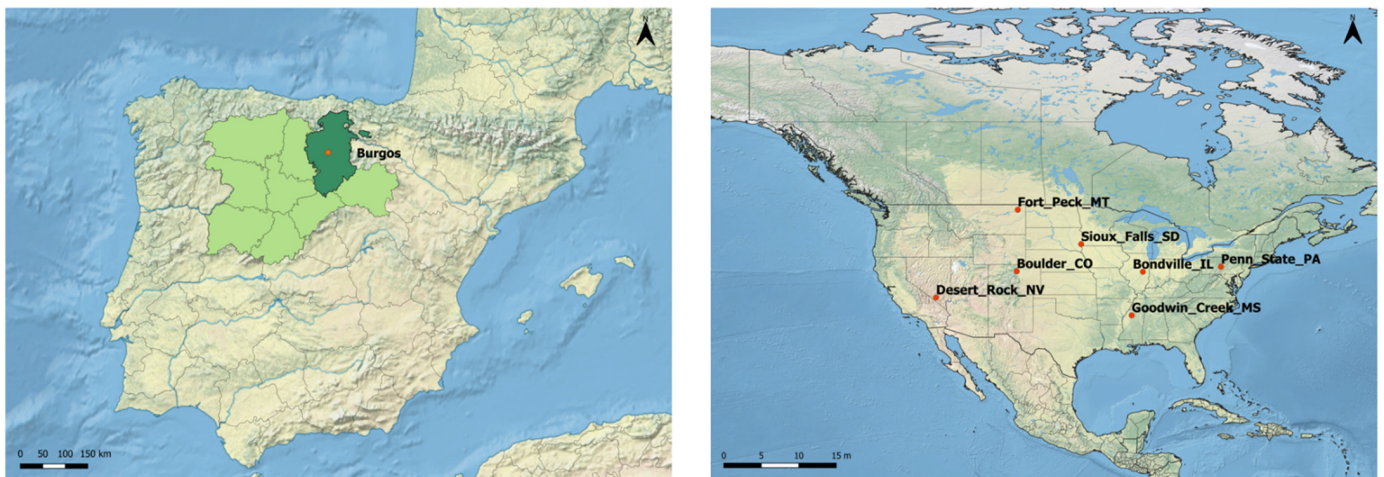 N
Burgos
0 50 100 150 km
N
Fort_Peck_MT
Sioux_Falls_SD
Boulder_CO
Bondville_IL
Penn_State_PA
Desert_Rock_NV
Goodwin_Creek_MS
0 5 10 15 m